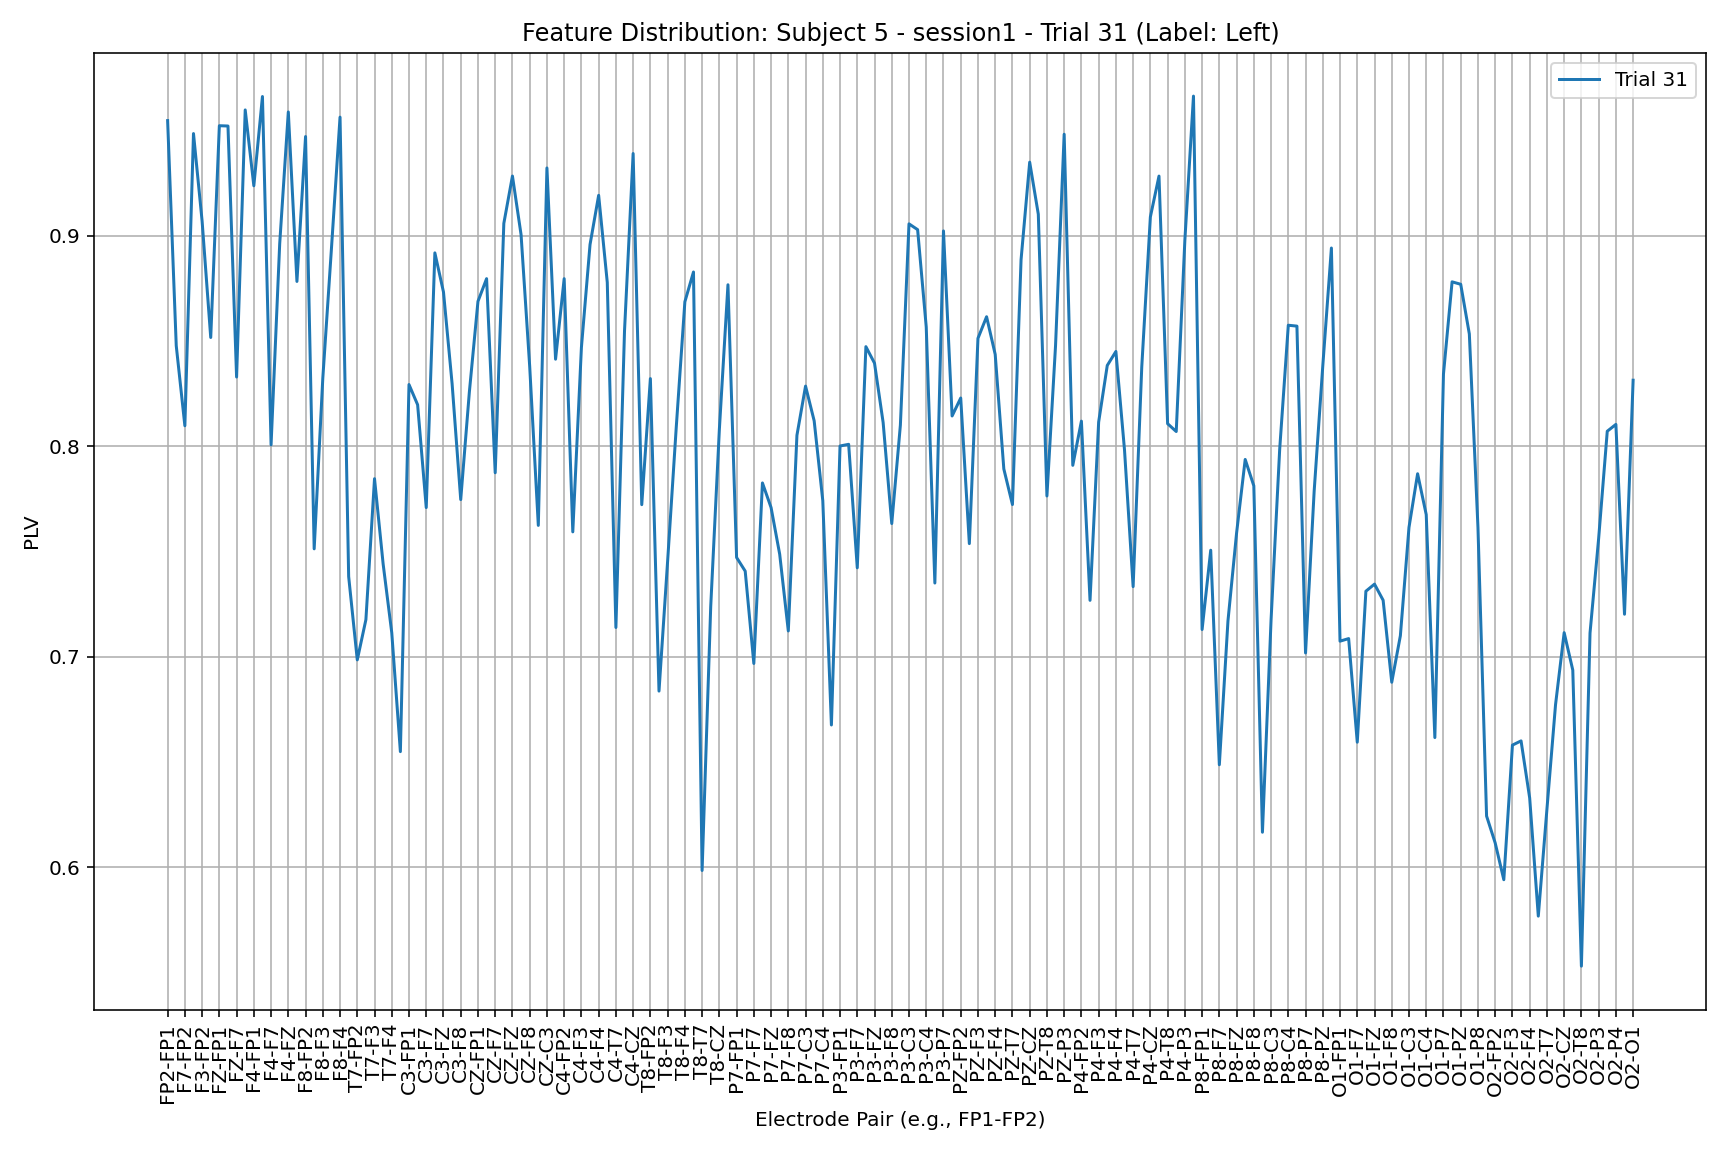 Feature Distribution: Subject 5 - session1 - Trial 31 (Label: Left)
Trial 31
PLV
0.9
0.8
0.7
0.6
FP2-FP1
F7-FP2
F3-FP2
FZ-FP1
FZ-F7
F4-FP1
F4-F7
F4-FZ
F8-FP2
F8-F3
F8-F4
T7-FP2
T7-F3
T7-F4
C3-FP1
C3-F7
C3-FZ
C3-F8
CZ-FP1
CZ-F7
CZ-FZ
CZ-F8
CZ-C3
C4-FP2
C4-F3
C4-F4
C4-T7
C4-CZ
T8-FP2
T8-F3
T8-F4
T8-T7
T8-CZ
P7-FP1
P7-F7
P7-FZ
P7-F8
P7-C3
P7-C4
P3-FP1
P3-F7
P3-FZ
P3-F8
P3-C3
P3-C4
P3-P7
PZ-FP2
PZ-F3
PZ-F4
PZ-T7
PZ-CZ
PZ-T8
PZ-P3
P4-FP2
P4-F3
P4-F4
P4-T7
P4-CZ
P4-T8
P4-P3
P8-FP1
P8-F7
P8-FZ
P8-F8
P8-C3
P8-C4
P8-P7
P8-PZ
O1-FP1
O1-F7
O1-FZ
O1-F8
O1-C3
O1-C4
O1-P7
O1-PZ
O1-P8
O2-FP2
O2-F3
O2-F4
O2-T7
O2-CZ
O2-T8
O2-P3
O2-P4
O2-O1
Electrode Pair (e.g., FP1-FP2)